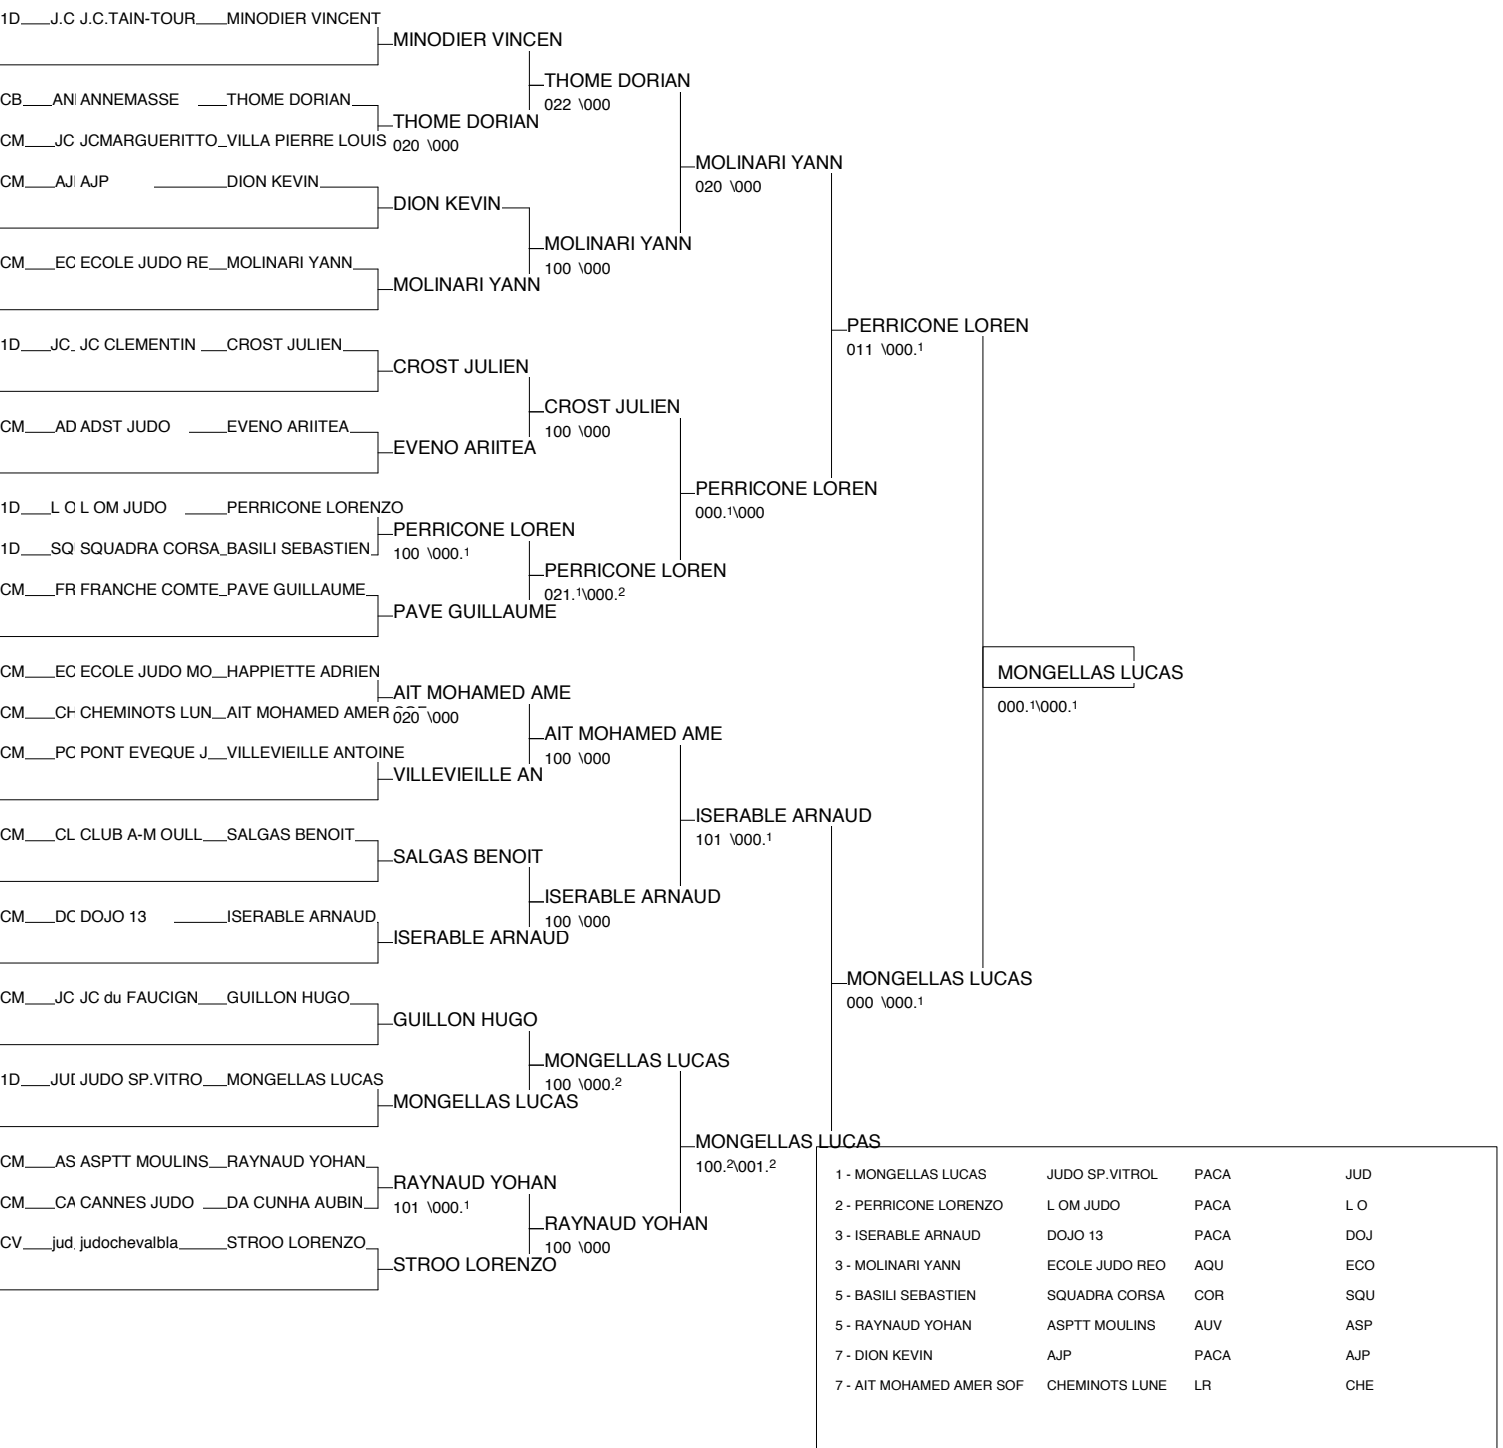 1D J.C J.C.TAIN-TOUR MINODIER VINCENT
MINODIER VINCEN
THOME DORIAN
022 \000
CB AN ANNEMASSE THOME DORIAN
THOME DORIAN
020 \000
CM JC JCMARGUERITTO VILLA PIERRE LOUIS
MOLINARI YANN
020 \000
CM AJ AJP DION KEVIN
DION KEVIN
MOLINARI YANN
100 \000
CM EC ECOLE JUDO RE MOLINARI YANN
MOLINARI YANN
PERRICONE LOREN
011 \000.1
1D JC JC CLEMENTIN CROST JULIEN
CROST JULIEN
CROST JULIEN
100 \000
CM AD ADST JUDO EVENO ARIITEA
EVENO ARIITEA
PERRICONE LOREN
000.1\000
1D L O L OM JUDO PERRICONE LORENZO
PERRICONE LOREN
100 \000.1
1D SQ SQUADRA CORSA BASILI SEBASTIEN
PERRICONE LOREN
021.1\000.2
CM FR FRANCHE COMTE PAVE GUILLAUME
PAVE GUILLAUME
MONGELLAS LUCAS
000.1\000.1
CM EC ECOLE JUDO MO HAPPIETTE ADRIEN
AIT MOHAMED AME
020 \000
CM CH CHEMINOTS LUN AIT MOHAMED AMER SOF
AIT MOHAMED AME
100 \000
CM PO PONT EVEQUE J VILLEVIEILLE ANTOINE
VILLEVIEILLE AN
ISERABLE ARNAUD
101 \000.1
CM CL CLUB A-M OULL SALGAS BENOIT
SALGAS BENOIT
ISERABLE ARNAUD
100 \000
CM DO DOJO 13 ISERABLE ARNAUD
ISERABLE ARNAUD
MONGELLAS LUCAS
000 \000.1
CM JC JC du FAUCIGN GUILLON HUGO
GUILLON HUGO
MONGELLAS LUCAS
100 \000.2
1D JUD JUDO SP.VITRO MONGELLAS LUCAS
MONGELLAS LUCAS
MONGELLAS LUCAS
100.2\001.2
CM AS ASPTT MOULINS RAYNAUD YOHAN
RAYNAUD YOHAN
101 \000.1
CM CA CANNES JUDO DA CUNHA AUBIN
RAYNAUD YOHAN
100 \000
CV jud judochevalbla STROO LORENZO
STROO LORENZO
1 - MONGELLAS LUCAS JUDO SP.VITROL PACA JUD
2 - PERRICONE LORENZO L OM JUDO PACA L O
3 - ISERABLE ARNAUD DOJO 13 PACA DOJ
3 - MOLINARI YANN ECOLE JUDO REO AQU ECO
5 - BASILI SEBASTIEN SQUADRA CORSA COR SQU
5 - RAYNAUD YOHAN ASPTT MOULINS AUV ASP
7 - DION KEVIN AJP PACA AJP
7 - AIT MOHAMED AMER SOF CHEMINOTS LUNE LR CHE